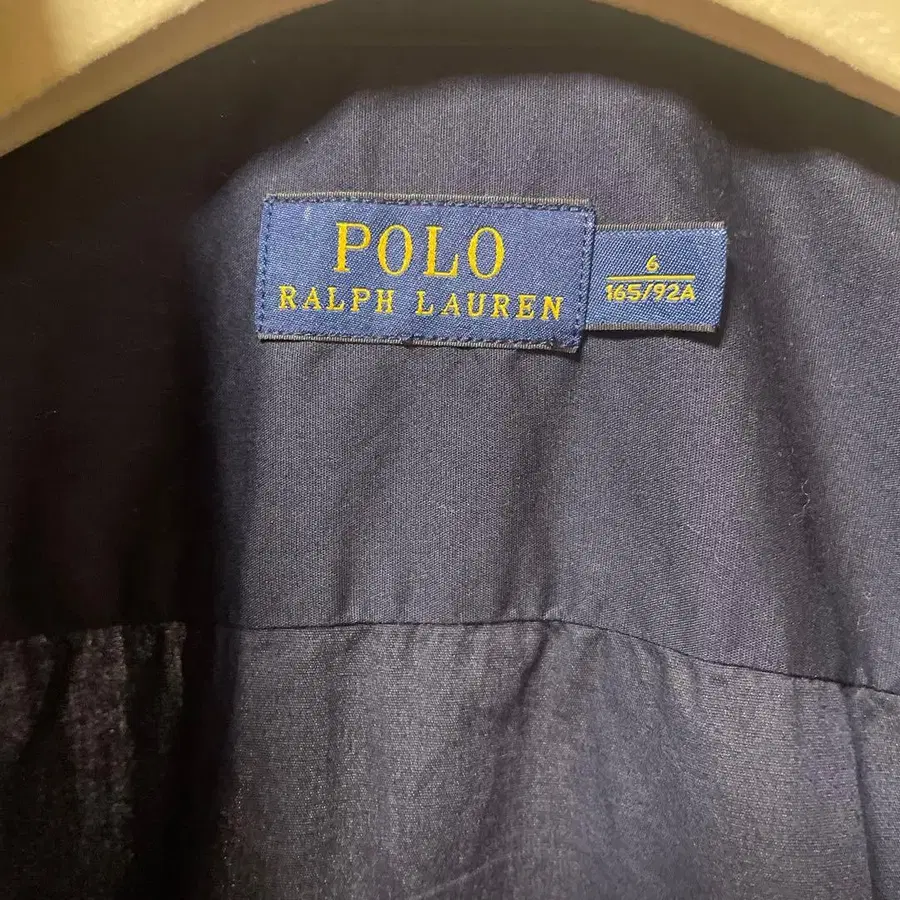 POLO
RALPH LAUREN
6
165/92A